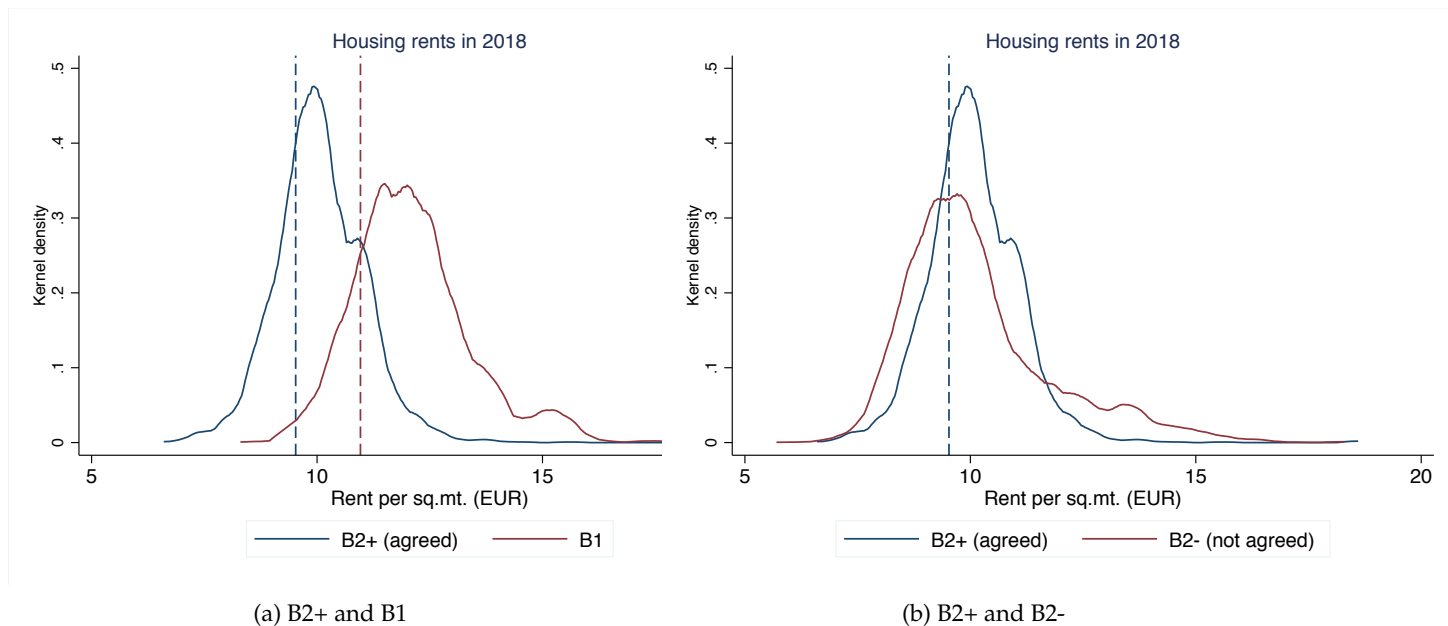 Housing rents in 2018
Kernel density
.5
.4
.3
.2
.1
0
5
10
15
Rent per sq.mt. (EUR)
B2+ (agreed)
B1
(a) B2+ and B1
Housing rents in 2018
Kernel density
.5
.4
.3
.2
.1
0
5
10
15
20
Rent per sq.mt. (EUR)
B2+ (agreed)
B2- (not agreed)
(b) B2+ and B2-